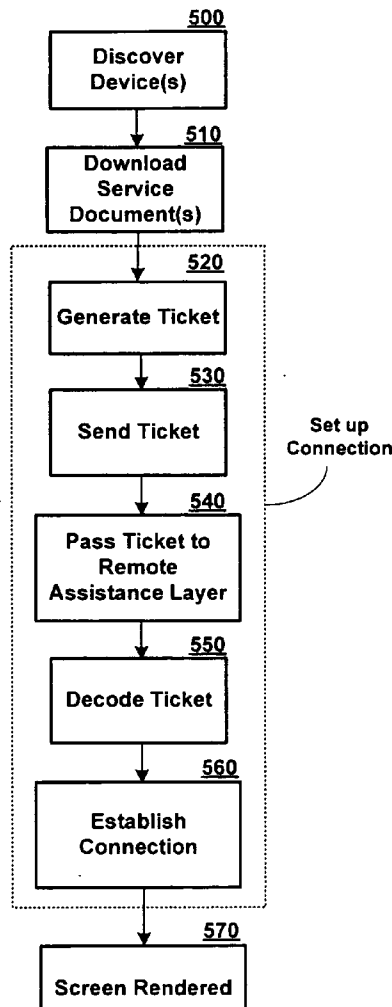 500
Discover
Device(s)
510
Download
Service
Document(s)
520
Generate Ticket
530
Send Ticket
Set up
Connection
540
Pass Ticket to
Remote
Assistance Layer
550
Decode Ticket
560
Establish
Connection
570
Screen Rendered